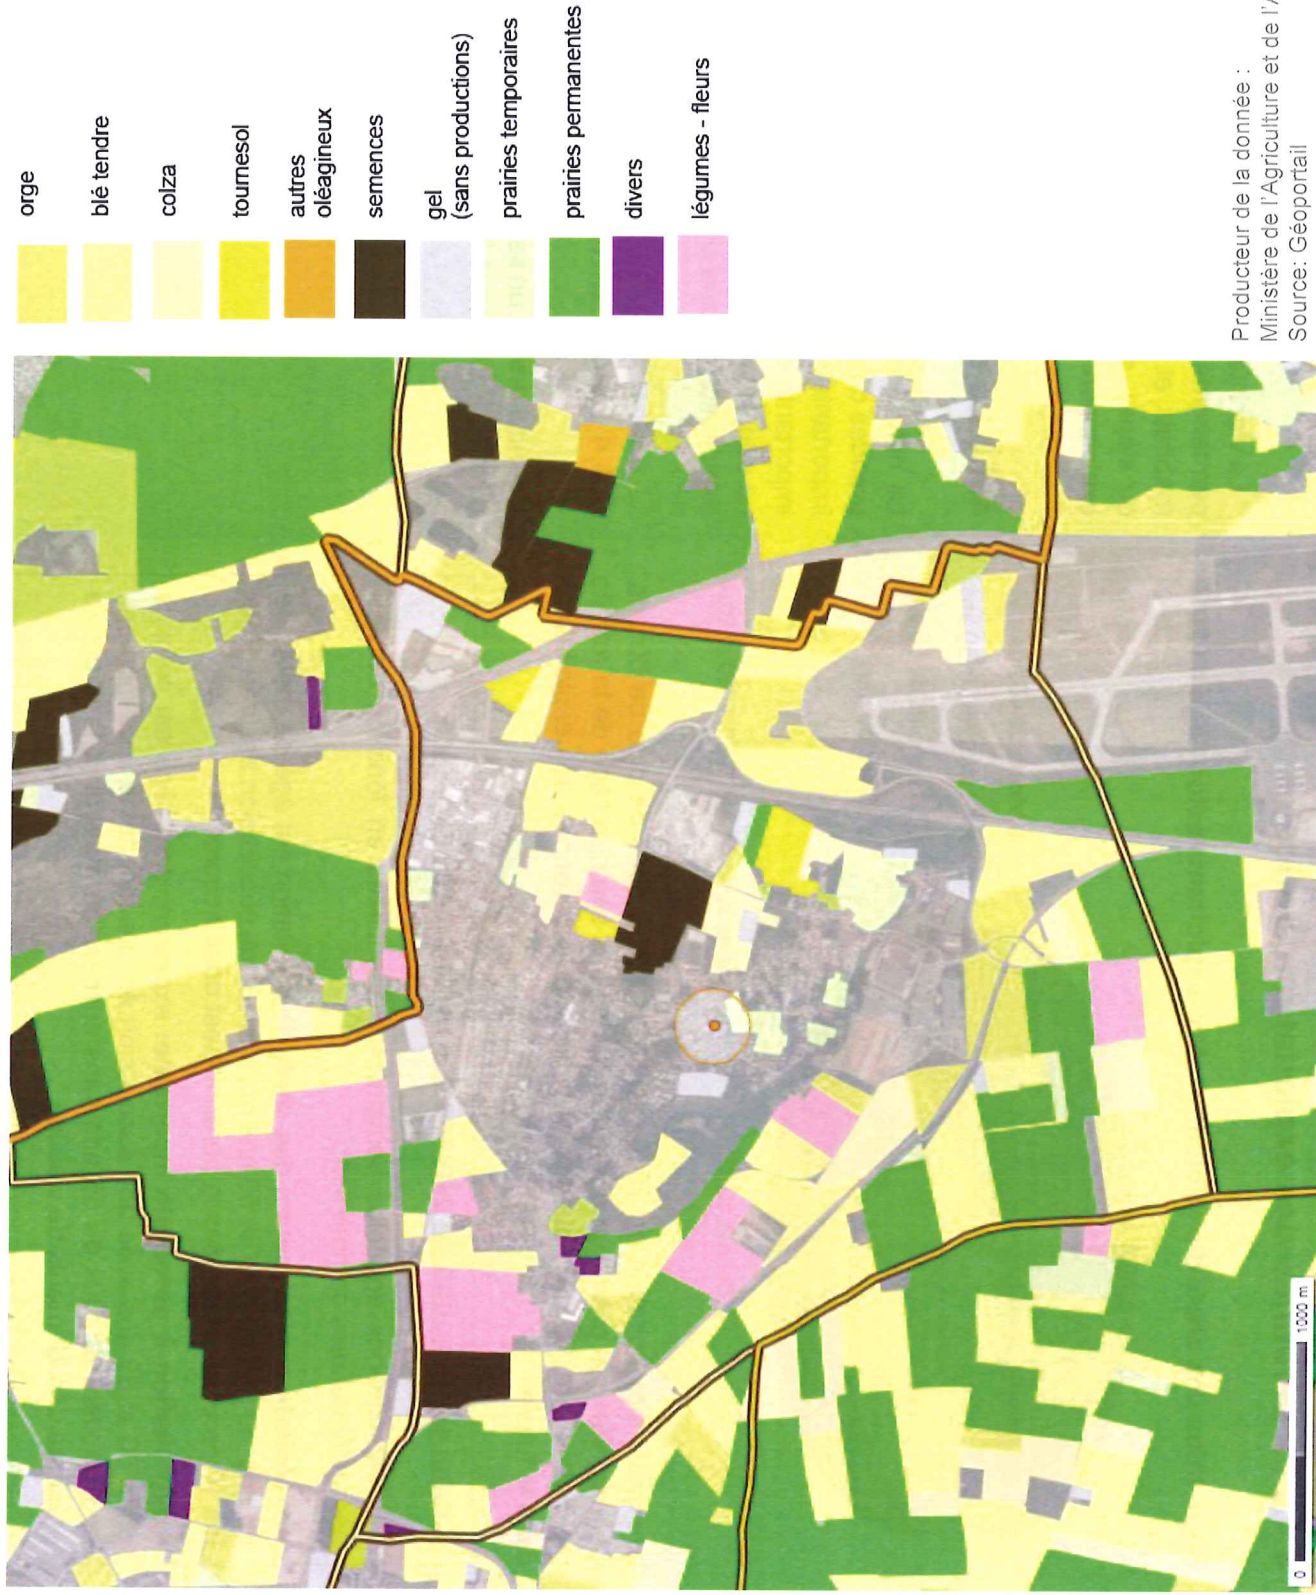 orge
blé tendre
colza
tournesol
autres
oléagineux
semences
gel
(sans productions)
prairies temporaires
prairies permanentes
divers
légumes - fleurs
Producteur de la donnée :
Ministère de l'Agriculture et de l'A
Source: Géoportail
0 1000 m